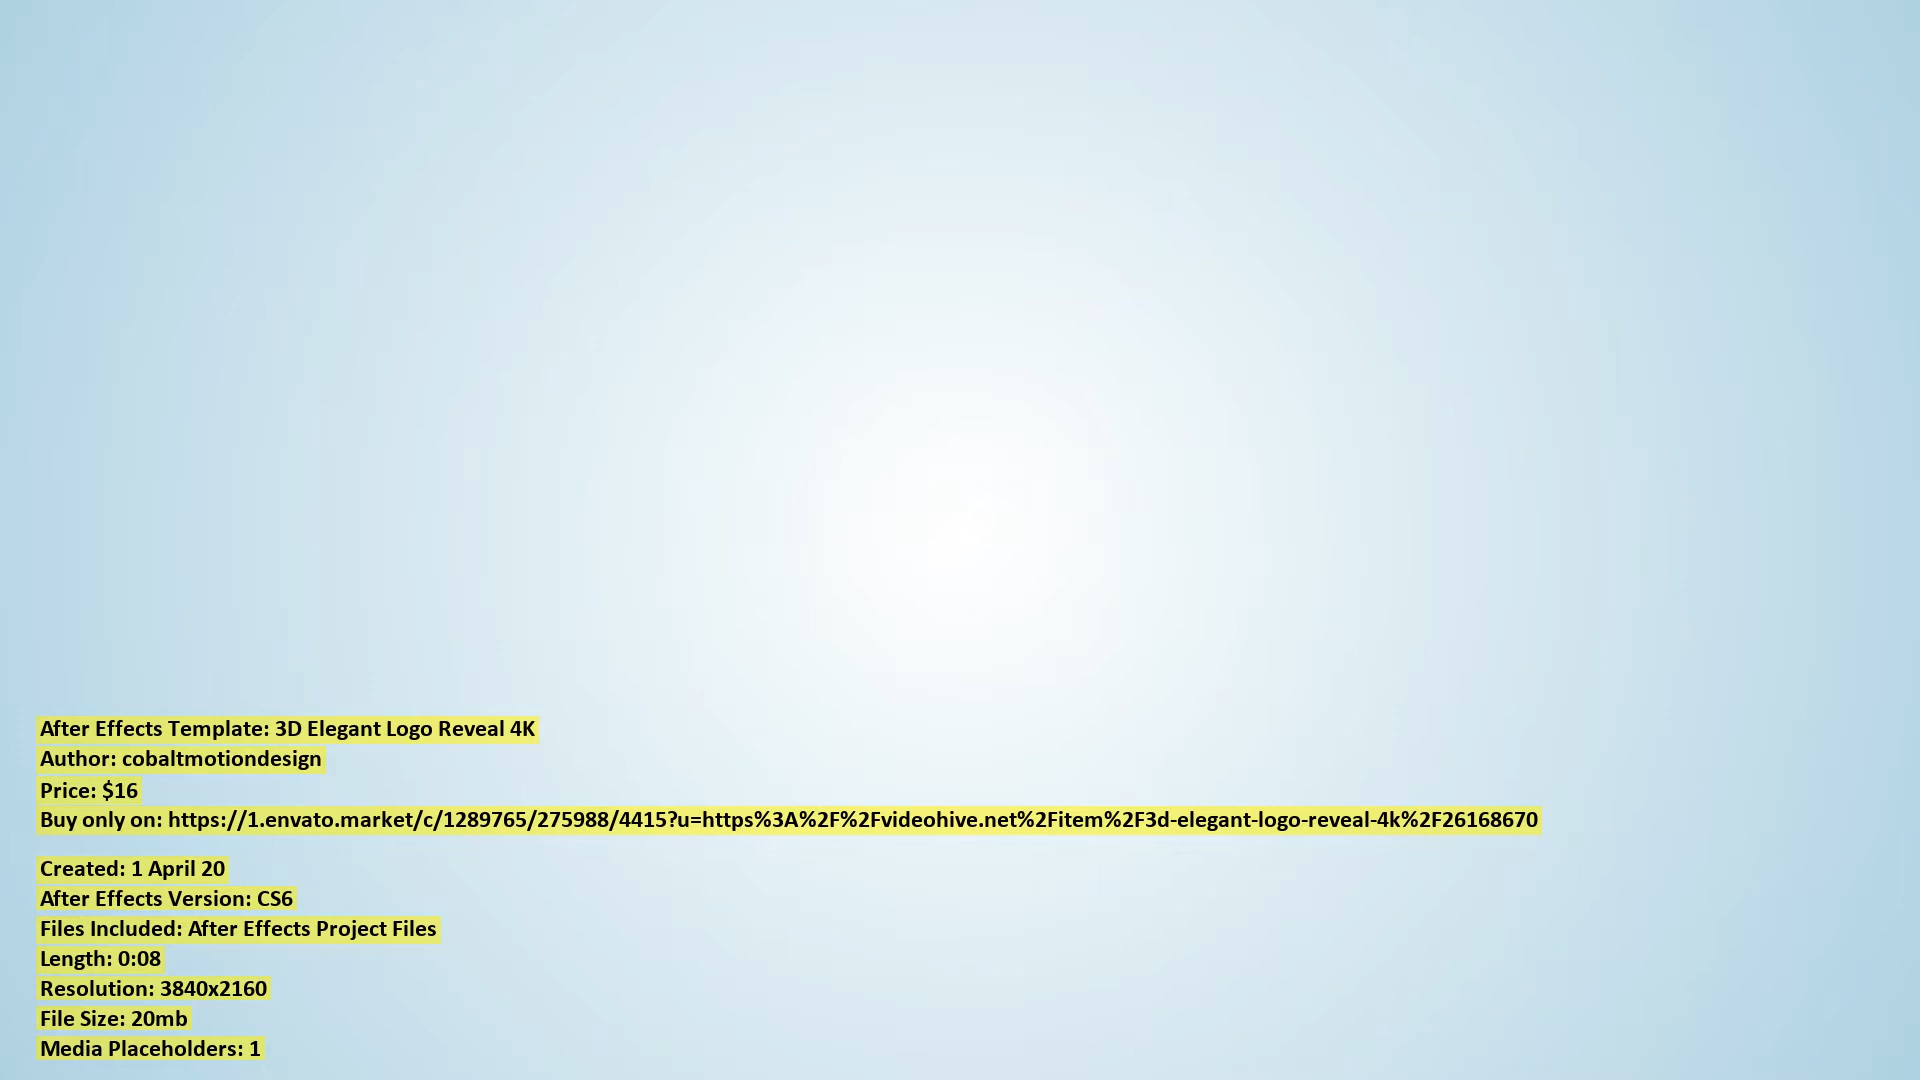 After Effects Template: 3D Elegant Logo Reveal 4K
Author: cobaltmotiondesign
Price: $16
Buy only on: https://1.envato.market/c/1289765/275988/4415?u=https%3A%2F%2Fvideohive.net%2Fitem%2F3d-elegant-logo-reveal-4k%2F26168670
Created: 1 April 20
After Effects Version: CS6
Files Included: After Effects Project Files
Length: 0:08
Resolution: 3840x2160
File Size: 20mb
Media Placeholders: 1